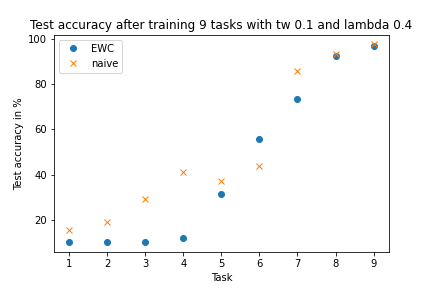 Test accuracy after training 9 tasks with tw 0.1 and lambda 0.4
EWC
naive
Test accuracy in %
100
80
60
40
20
1 2 3 4 5 6 7 8 9
Task